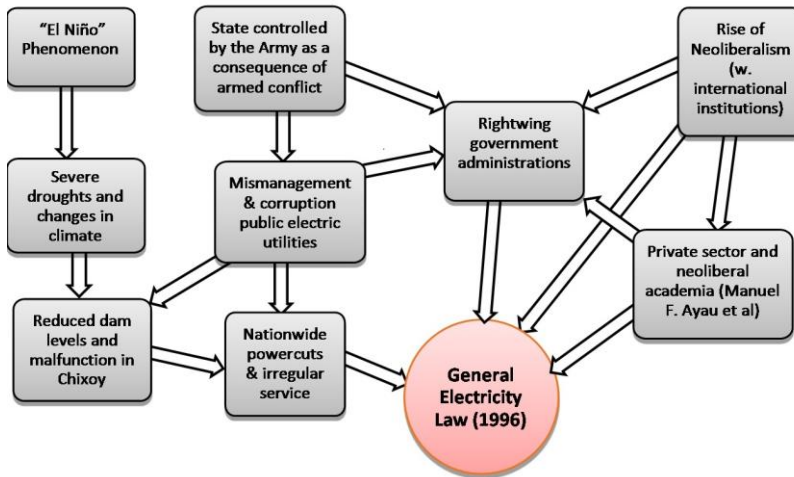 “El Niño”
Phenomenon
State controlled
by the Army as a
consequence of
armed conflict
Rise of
Neoliberalism
(w.
international
institutions)
Rightwing
government
administrations
Severe
droughts and
changes in
climate
Mismanagement
& corruption
public electric
utilities
Private sector and
neoliberal
academia (Manuel
F. Ayau et al)
Reduced dam
levels and
malfunction in
Chixoy
Nationwide
powercuts
& irregular
service
General
Electricity
Law (1996)